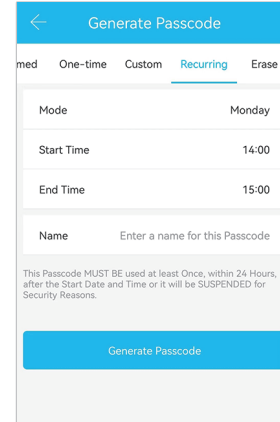 Generate Passcode
med One-time Custom Recurring Erase
Mode Monday
Start Time 14:00
End Time 15:00
Name Enter a name for this Passcode
This Passcode MUST BE used at least Once, within 24 Hours,
after the Start Date and Time or it will be SUSPENDED for
Security Reasons.
Generate Passcode